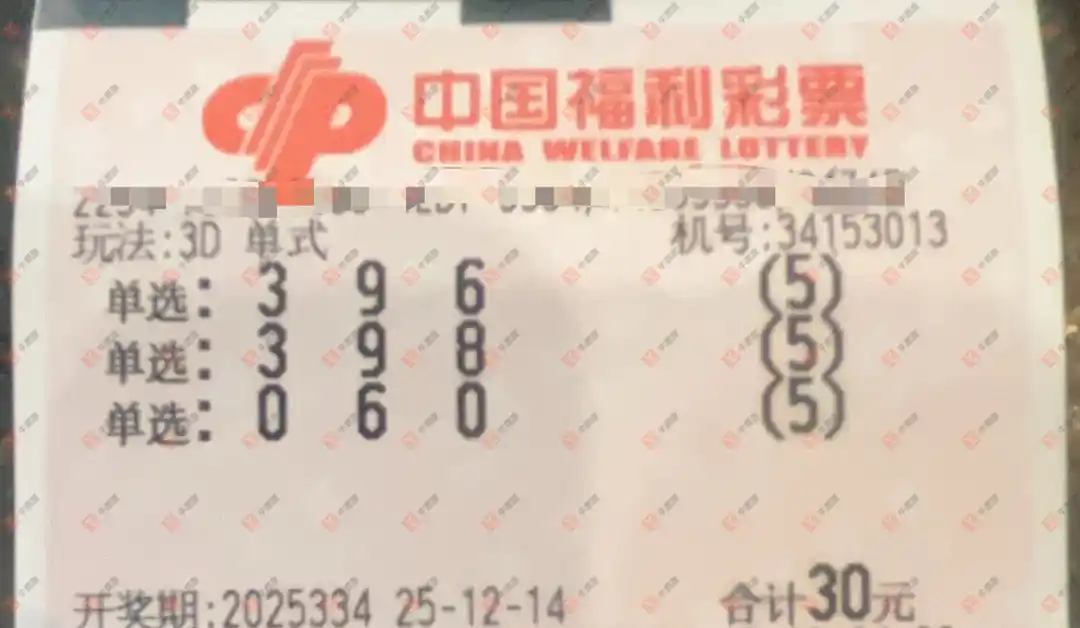 中国福利彩票
CHINA WELFARE LOTTERY
玩法:3D 单式 机号:34153013
单选: 3 9 6 (5)
单选: 3 9 8 (5)
单选: 0 6 0 (5)
开奖期:2025334 25-12-14 合计30元